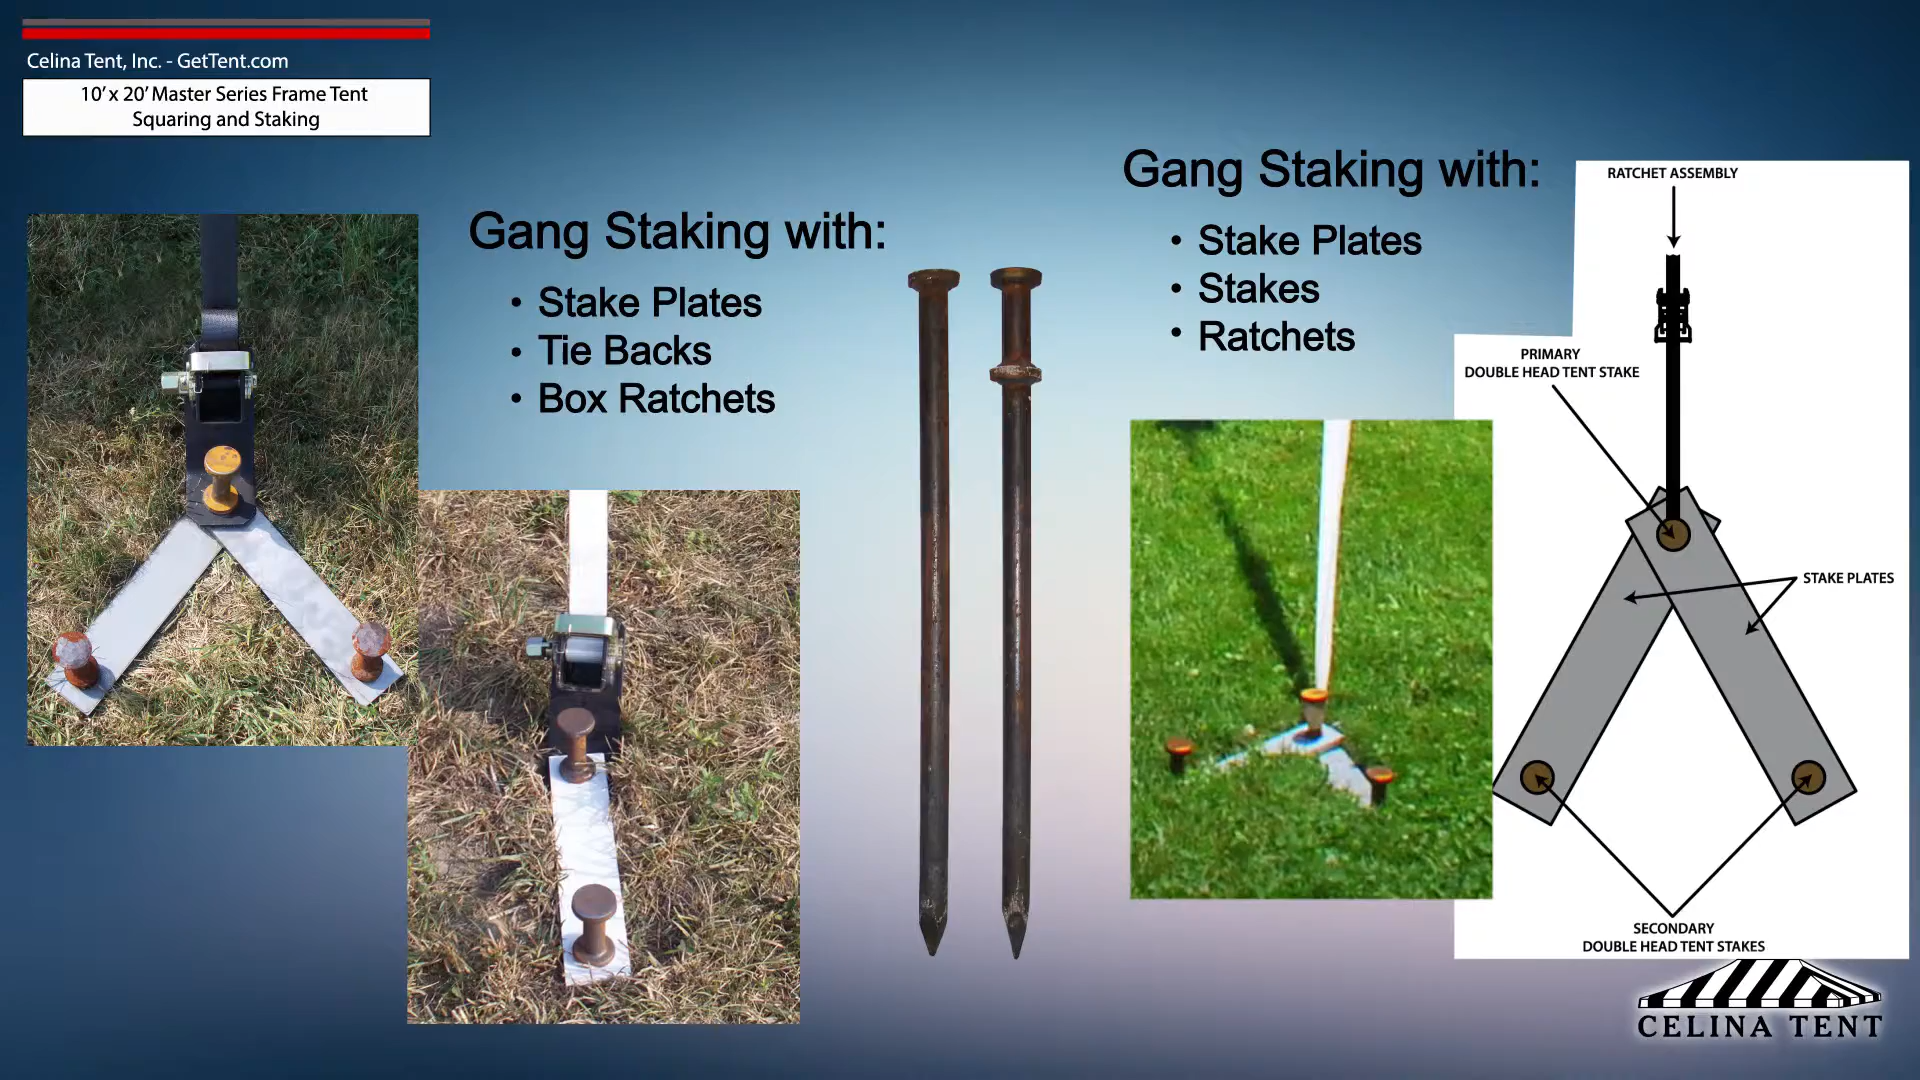 Celina Tent, Inc. - GetTent.com
10' x 20' Master Series Frame Tent
Squaring and Staking
Gang Staking with:
• Stake Plates
• Tie Backs
• Box Ratchets
Gang Staking with:
• Stake Plates
• Stakes
• Ratchets
RATCHET ASSEMBLY
PRIMARY
DOUBLE HEAD TENT STAKE
STAKE PLATES
SECONDARY
DOUBLE HEAD TENT STAKES
CELINA TENT